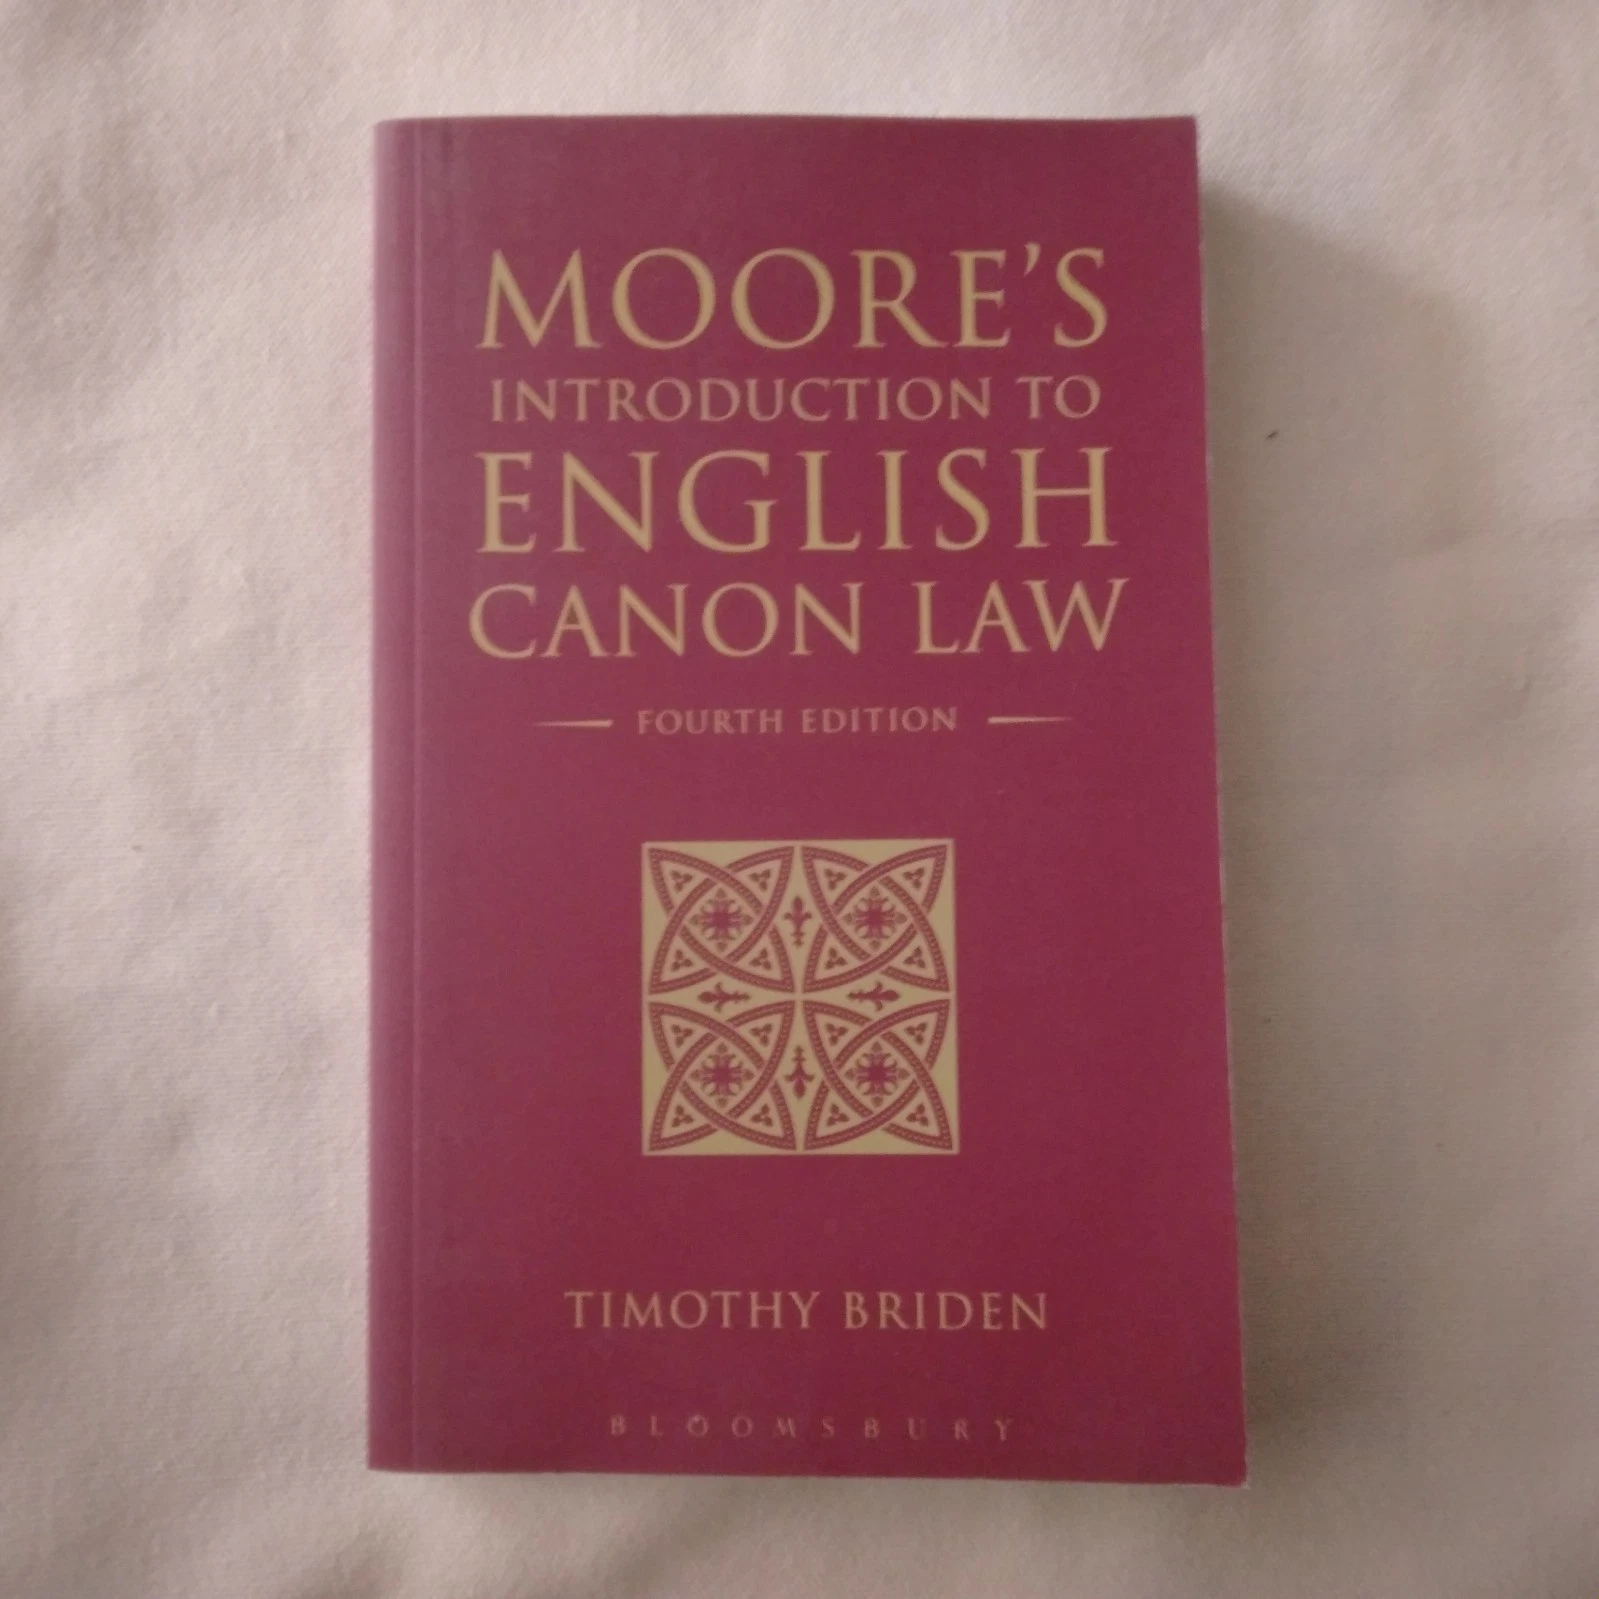 MOORE'S
INTRODUCTION TO
ENGLISH
CANON LAW
FOURTH EDITION
TIMOTHY BRIDEN
BLOOMSBURY